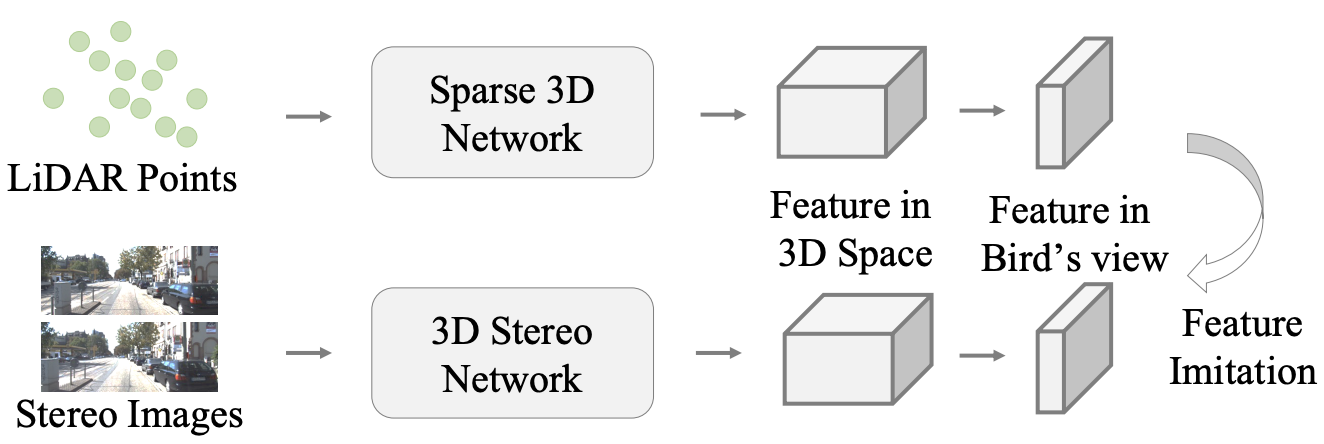 LiDAR Points
Sparse 3D
Network
Feature in
3D Space
Feature in
Bird’s view
Stereo Images
3D Stereo
Network
Feature
Imitation